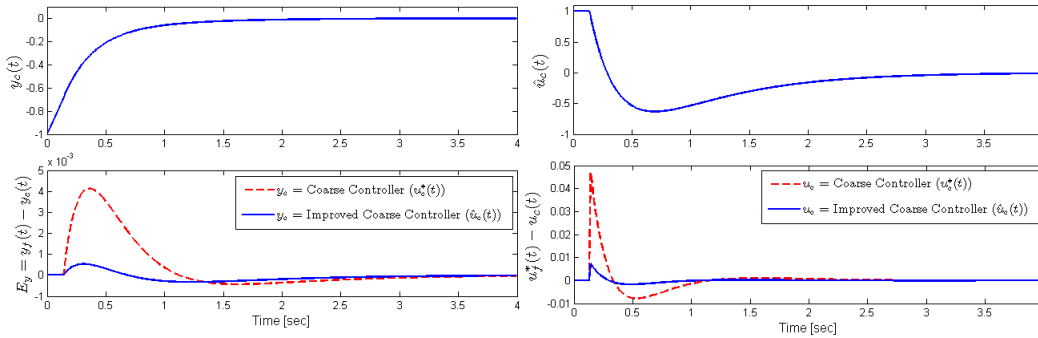 0
-0.2
-0.4
-0.6
-0.8
-1
0 0.5 1 1.5 2 2.5 3 3.5 4
y_c(t)
1
0.5
0
-0.5
-1
0 0.5 1 1.5 2 2.5 3 3.5
û_c(t)
× 10⁻³
5
4
3
2
1
0
-1
0 0.5 1 1.5 2 2.5 3 3.5 4
E_y = y_f(t) − y_c(t)
y_c = Coarse Controller (u*_c(t))
y_c = Improved Coarse Controller (û_c(t))
Time [sec]
0.05
0.04
0.03
0.02
0.01
0
-0.01
0 0.5 1 1.5 2 2.5 3 3.5
u*_f(t) − u_c(t)
u_c = Coarse Controller (u*_c(t))
u_c = Improved Coarse Controller (û_c(t))
Time [sec]